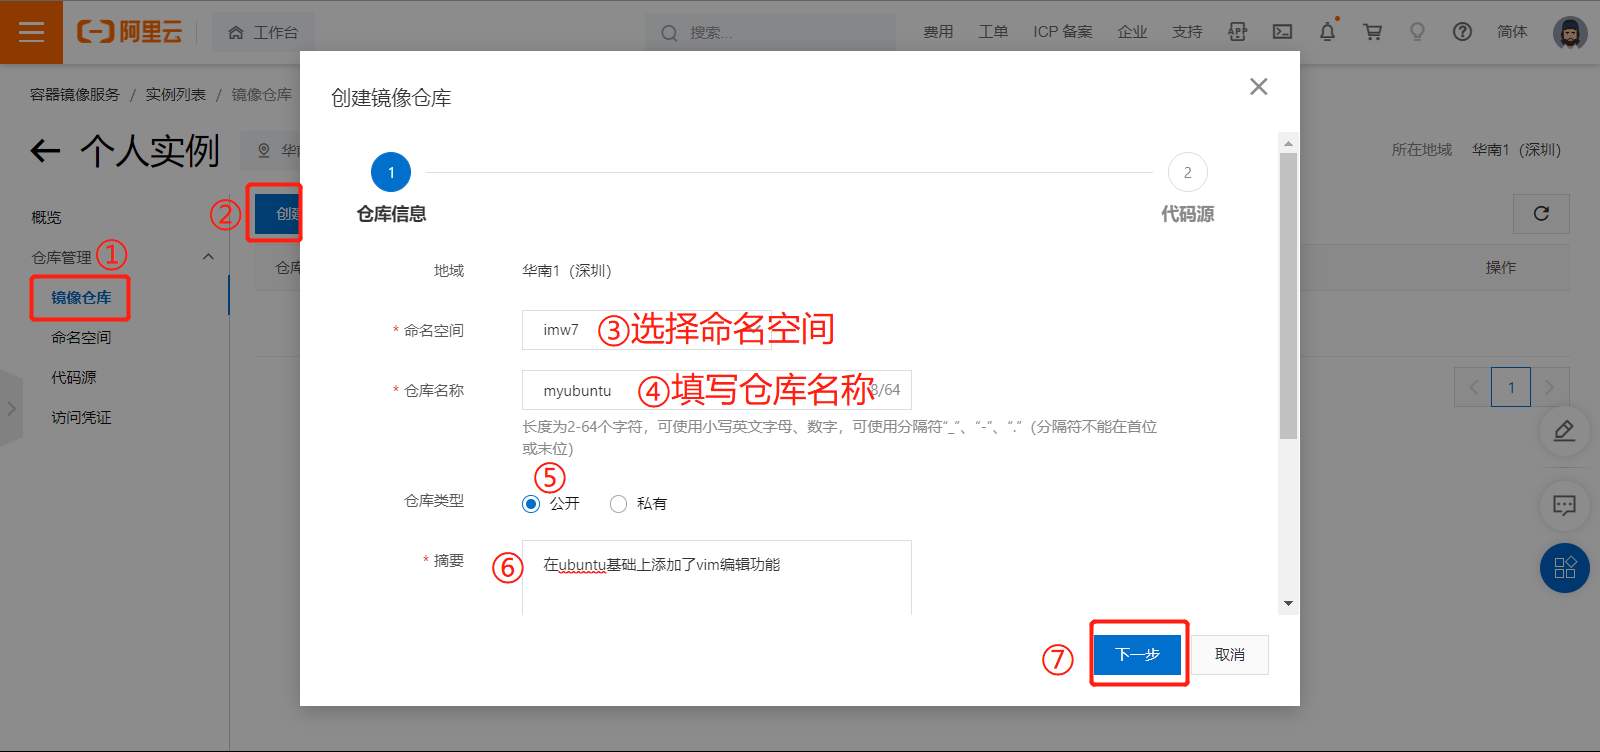 阿里云
工作台
搜索...
费用
工单
ICP 备案
企业
支持
APP
简体
容器镜像服务 / 实例列表 / 镜像仓库
个人实例
所在地域 华南1（深圳）
概览
仓库管理 ①
镜像仓库
命名空间
代码源
访问凭证
②
操作
1
创建镜像仓库
1
2
仓库信息
代码源
地域 华南1（深圳）
* 命名空间 imw7 ③选择命名空间
* 仓库名称 myubuntu ④填写仓库名称 8/64
长度为2-64个字符，可使用小写英文字母、数字，可使用分隔符“_”、“-”、“.”（分隔符不能在首位
或末位）
⑤
仓库类型 公开 私有
* 摘要 ⑥ 在ubuntu基础上添加了vim编辑功能
⑦ 下一步 取消